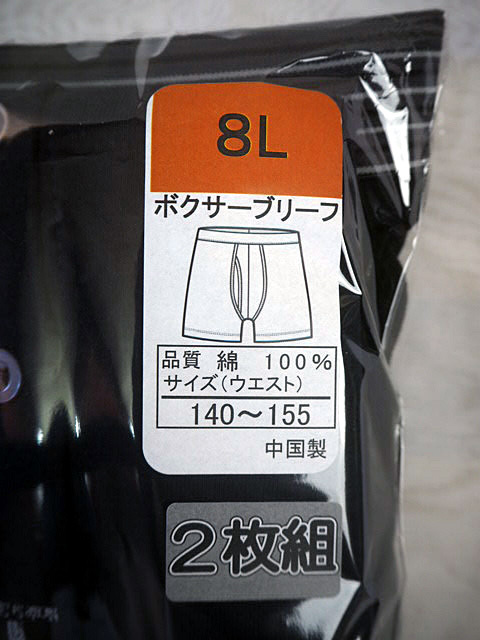 8L
ボクサーブリーフ
品質 綿 100%
サイズ(ウエスト)
140〜155
中国製
2枚組